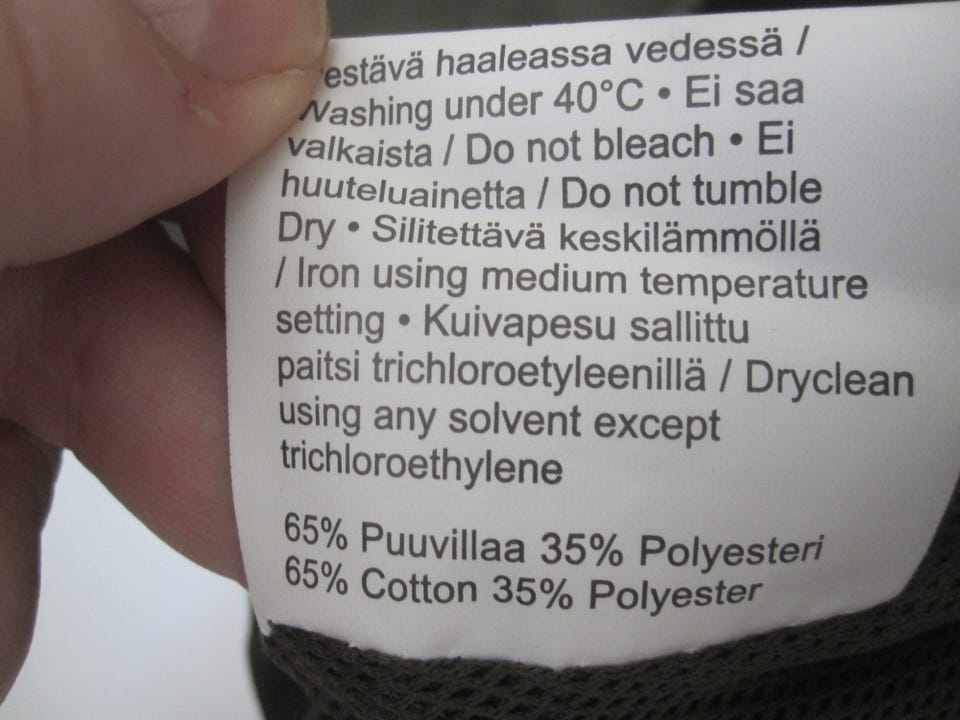 haaleassa vedessä /
Washing under 40°C • Ei saa
valkaista / Do not bleach • Ei
huuteluainetta / Do not tumble
Dry • Silitettävä keskilämmöllä
/ Iron using medium temperature
setting • Kuivapesu sallittu
paitsi trichloroetyleenillä / Dryclean
using any solvent except
trichloroethylene
65% Puuvillaa 35% Polyesteri
65% Cotton 35% Polyester